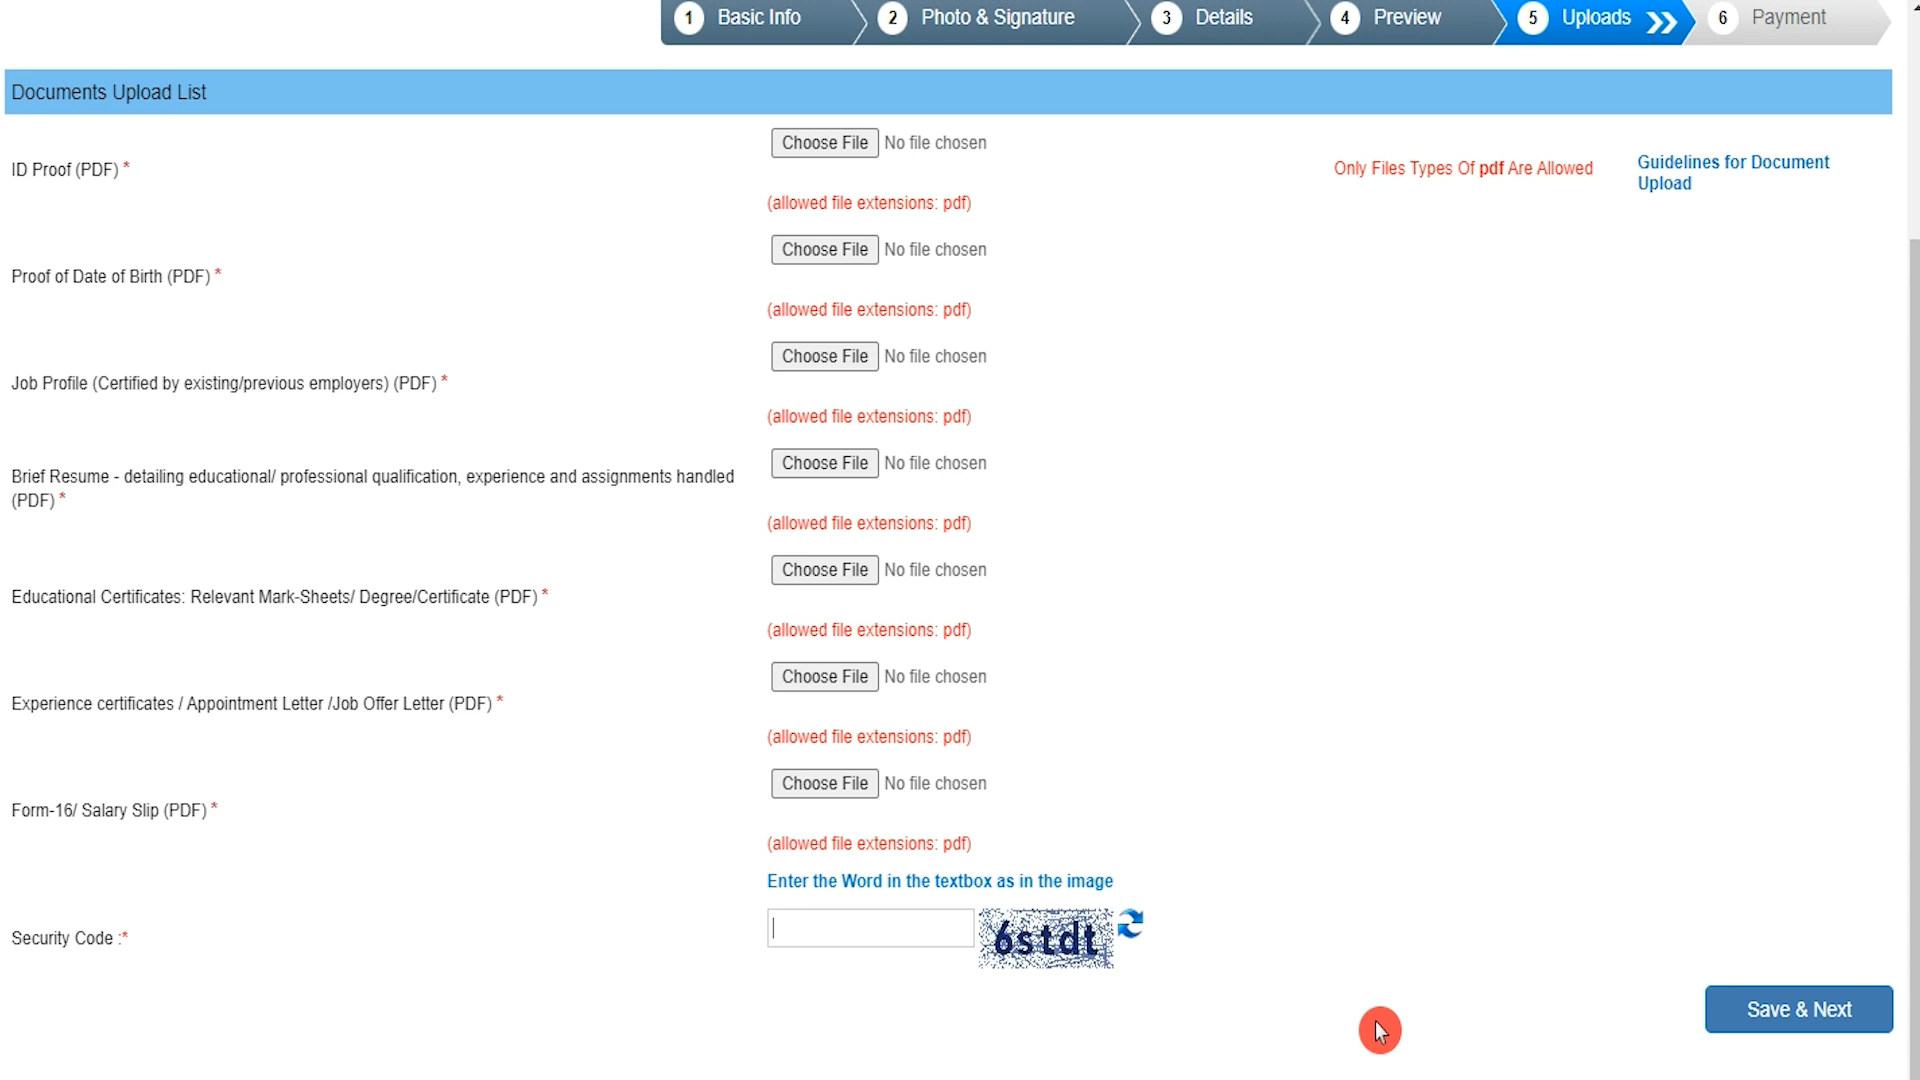 1 Basic Info 2 Photo & Signature 3 Details 4 Preview 5 Uploads 6 Payment
Documents Upload List
Choose File No file chosen
ID Proof (PDF) *
Only Files Types Of pdf Are Allowed
Guidelines for Document
Upload
(allowed file extensions: pdf)
Choose File No file chosen
Proof of Date of Birth (PDF) *
(allowed file extensions: pdf)
Choose File No file chosen
Job Profile (Certified by existing/previous employers) (PDF) *
(allowed file extensions: pdf)
Choose File No file chosen
Brief Resume - detailing educational/ professional qualification, experience and assignments handled
(PDF) *
(allowed file extensions: pdf)
Choose File No file chosen
Educational Certificates: Relevant Mark-Sheets/ Degree/Certificate (PDF) *
(allowed file extensions: pdf)
Choose File No file chosen
Experience certificates / Appointment Letter /Job Offer Letter (PDF) *
(allowed file extensions: pdf)
Choose File No file chosen
Form-16/ Salary Slip (PDF) *
(allowed file extensions: pdf)
Enter the Word in the textbox as in the image
Security Code :*
6stdt
Save & Next